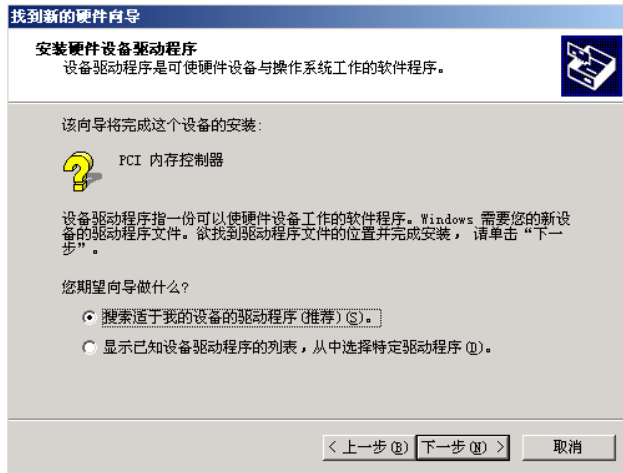 找到新的硬件向导
安装硬件设备驱动程序
设备驱动程序是可使硬件设备与操作系统工作的软件程序。
该向导将完成这个设备的安装:
PCI 内存控制器
设备驱动程序指一份可以使硬件设备工作的软件程序。Windows 需要您的新设
备的驱动程序文件。欲找到驱动程序文件的位置并完成安装， 请单击“下一
步”。
您期望向导做什么?
搜索适于我的设备的驱动程序(推荐)(S)。
显示已知设备驱动程序的列表，从中选择特定驱动程序(D)。
< 上一步(B) 下一步(N) > 取消